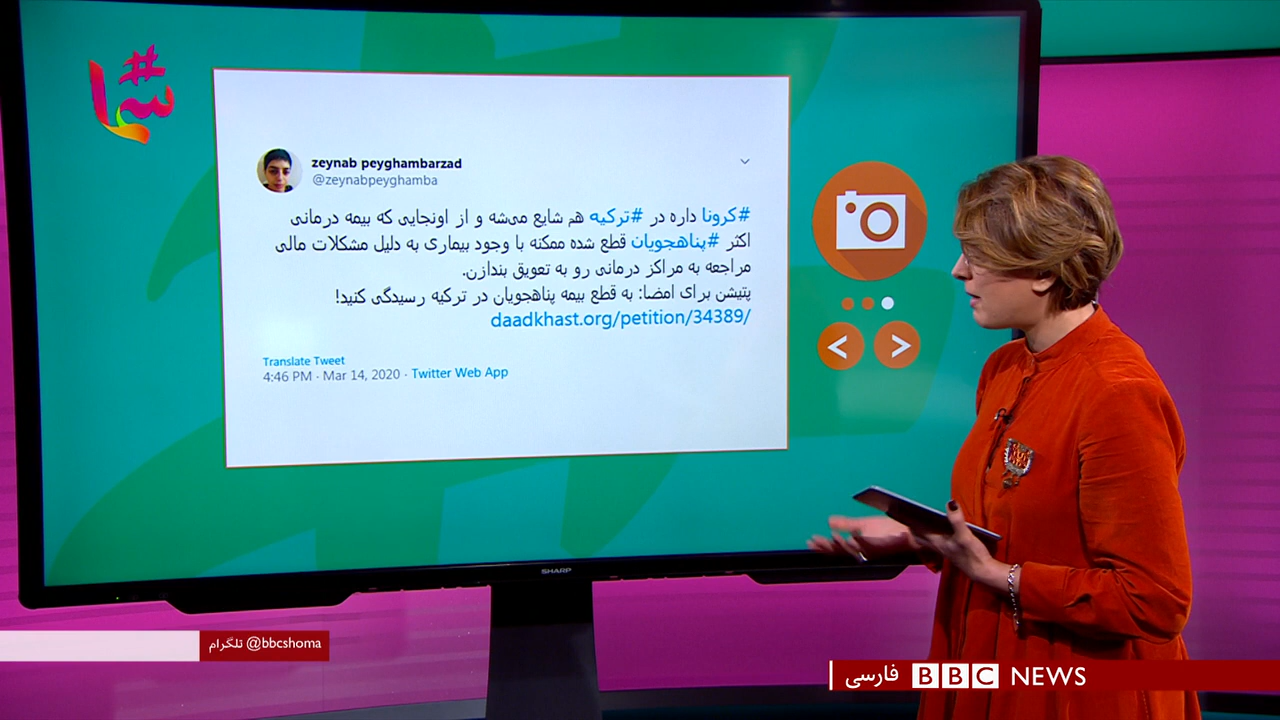 #شما
zeynab peyghambarzad
@zeynabpeyghamba
#کرونا داره در #ترکیه هم شایع می‌شه و از اونجایی که بیمه درمانی
اکثر #پناهجویان قطع شده ممکنه با وجود بیماری به دلیل مشکلات مالی
مراجعه به مراکز درمانی رو به تعویق بندازن.
پتیشن برای امضا: به قطع بیمه پناهجویان در ترکیه رسیدگی کنید!
daadkhast.org/petition/34389/
Translate Tweet
4:46 PM · Mar 14, 2020 · Twitter Web App
SHARP
تلگرام @bbcshoma
BBC NEWS فارسی